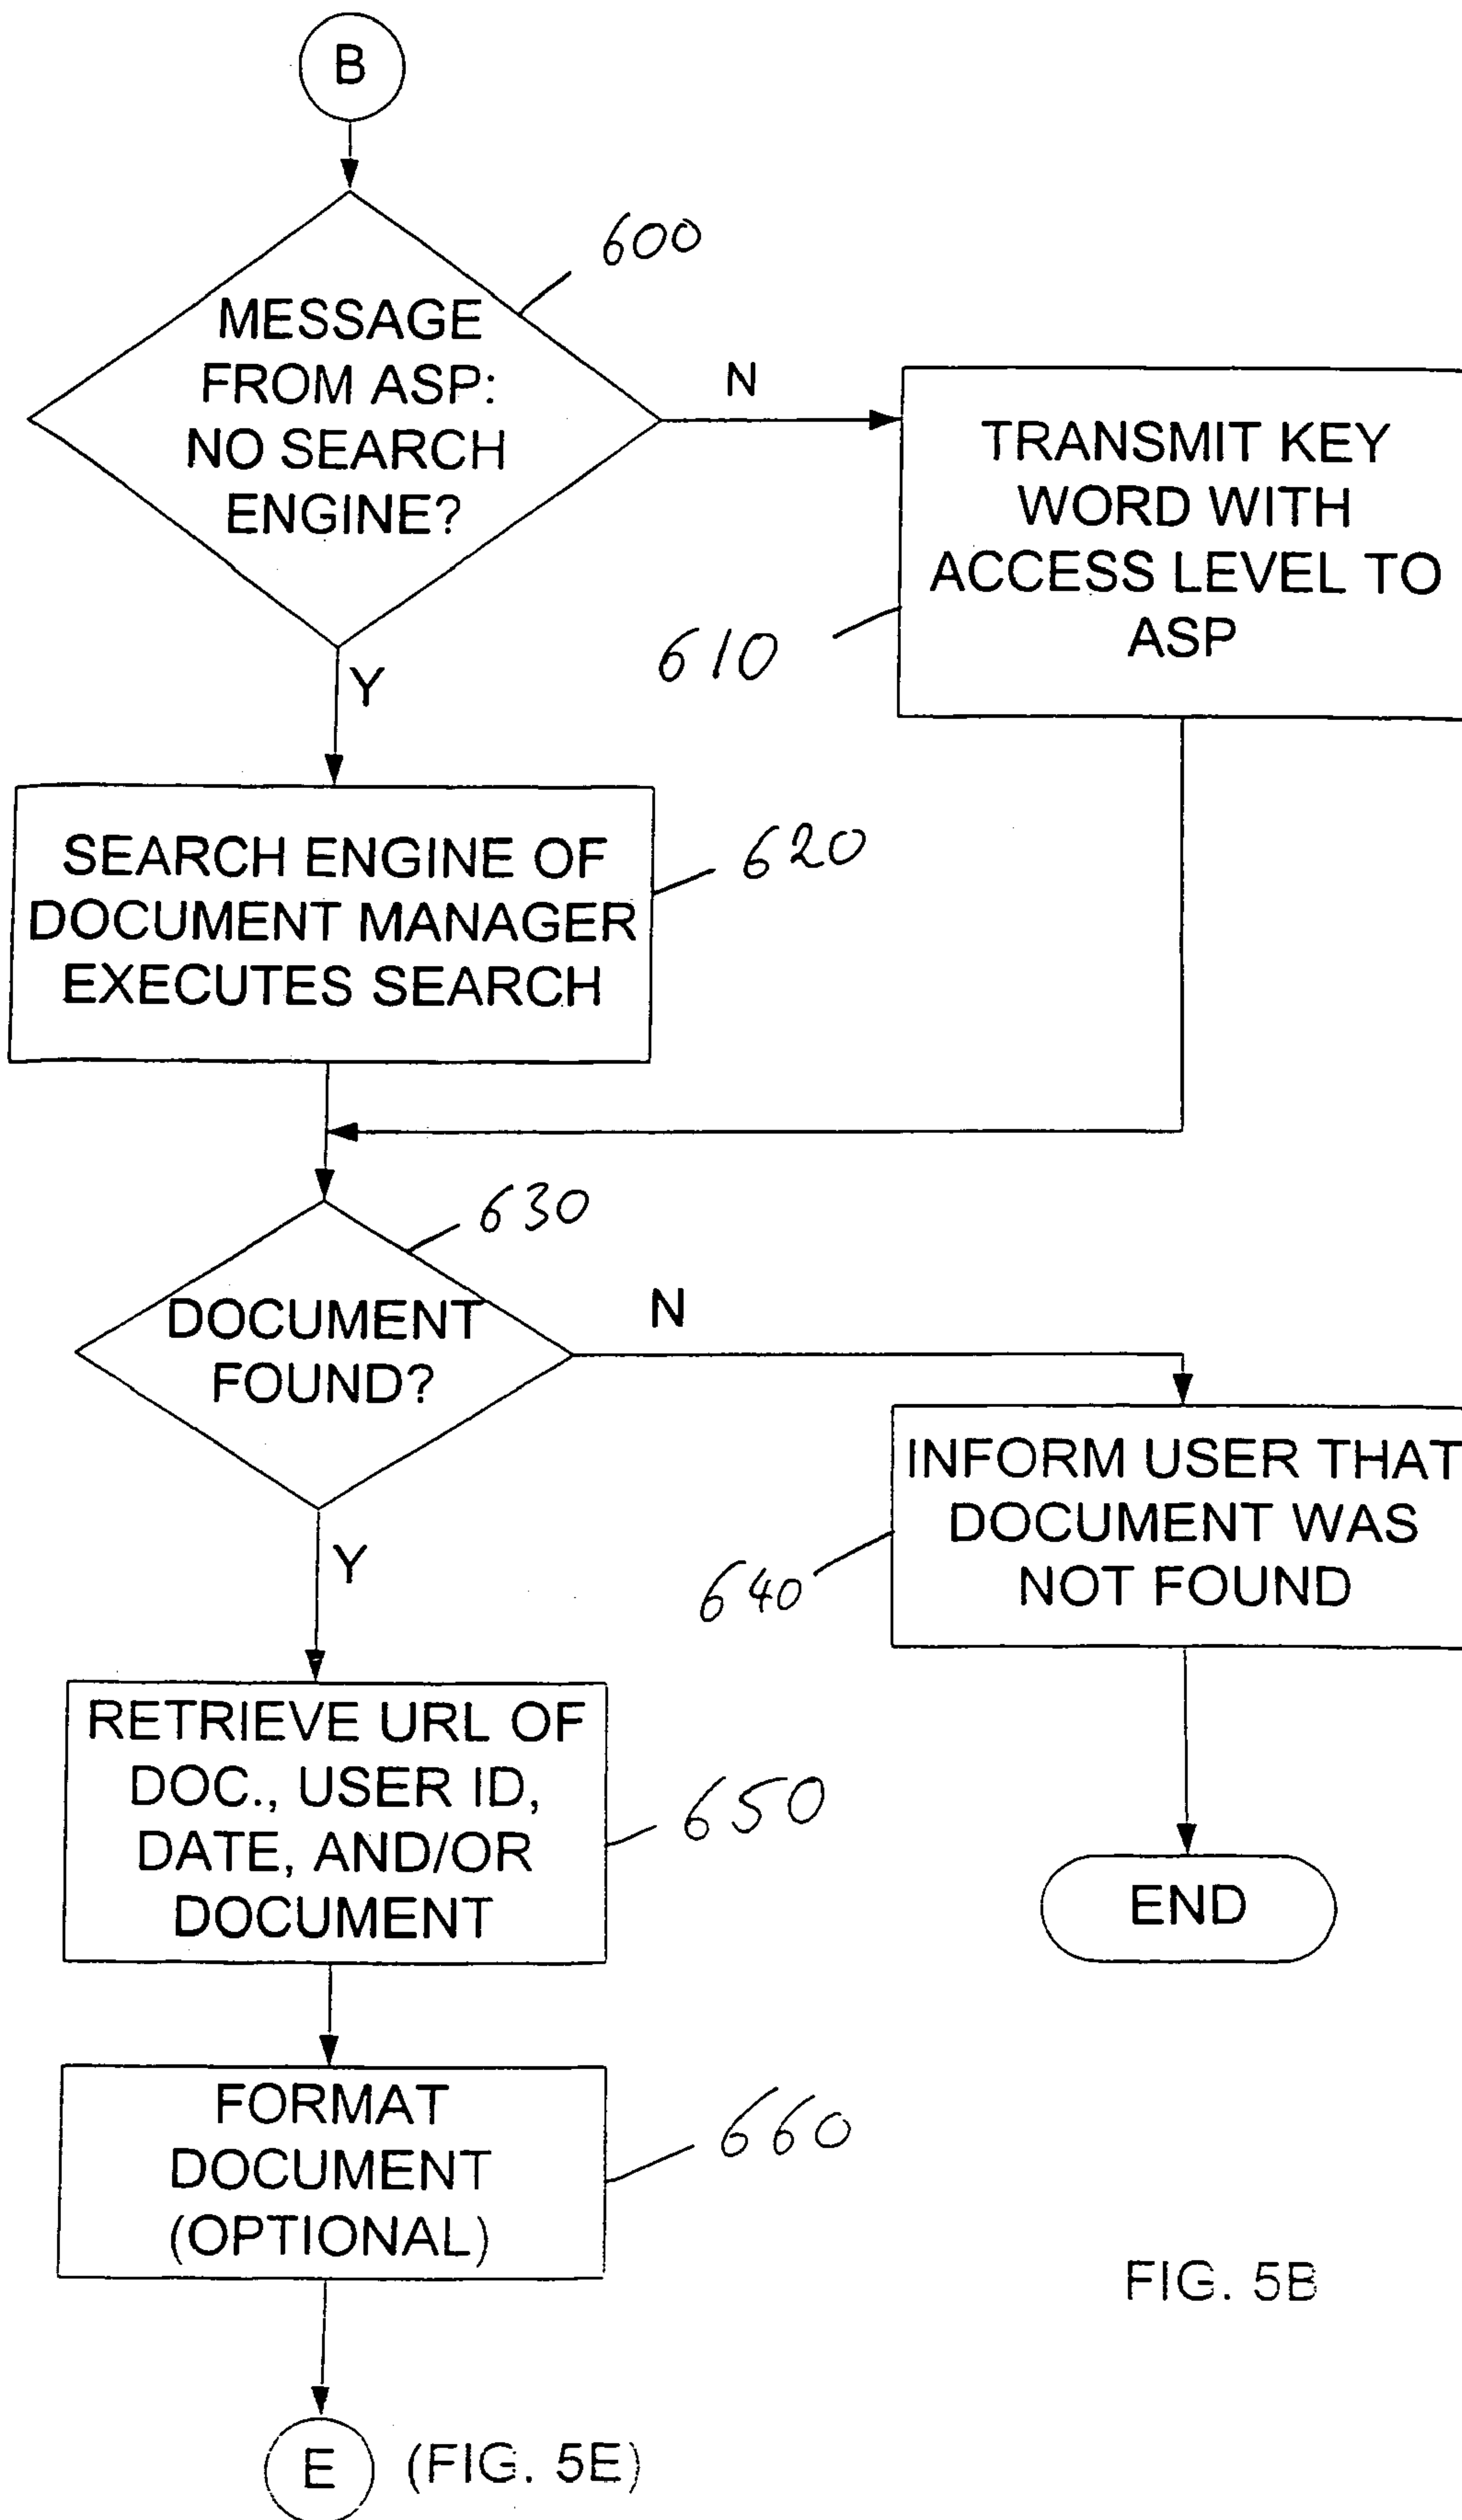 B
600
MESSAGE
FROM ASP:
NO SEARCH
ENGINE?
N
TRANSMIT KEY
WORD WITH
ACCESS LEVEL TO
ASP
610
Y
SEARCH ENGINE OF
DOCUMENT MANAGER
EXECUTES SEARCH
620
630
DOCUMENT
FOUND?
N
INFORM USER THAT
DOCUMENT WAS
NOT FOUND
640
Y
RETRIEVE URL OF
DOC., USER ID,
DATE, AND/OR
DOCUMENT
650
END
FORMAT
DOCUMENT
(OPTIONAL)
660
FIG. 5B
E
(FIG. 5E)